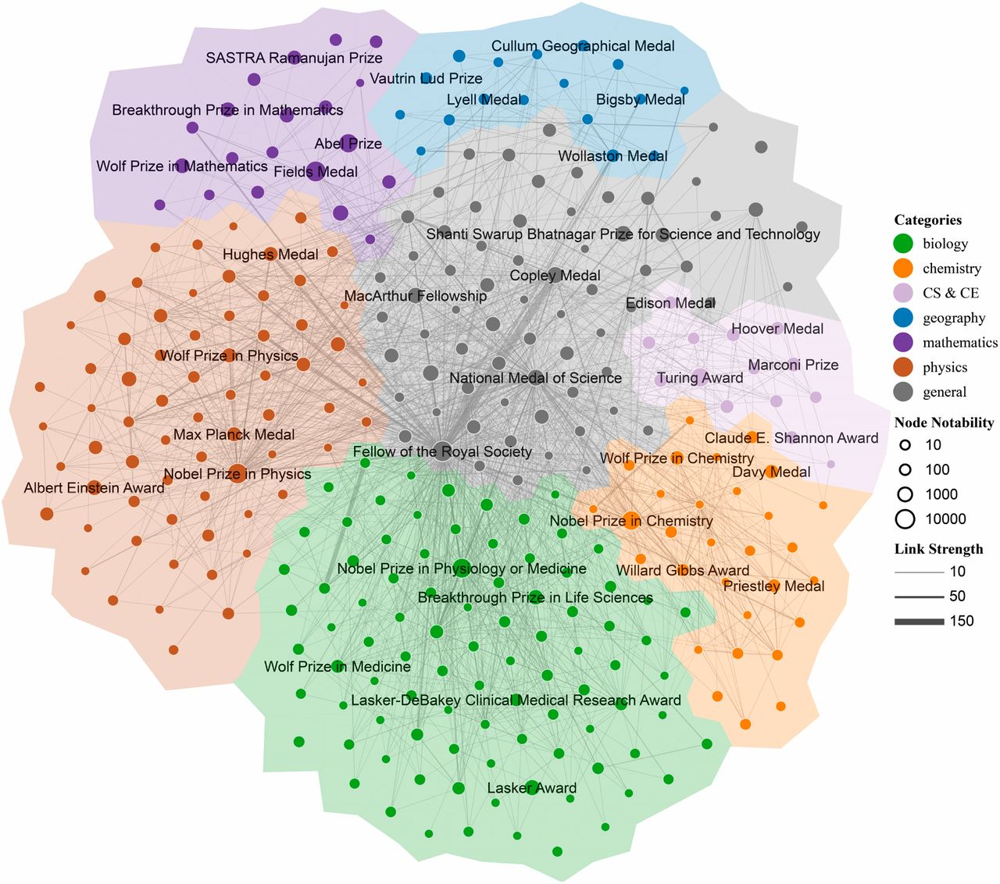 Cullum Geographical Medal
SASTRA Ramanujan Prize
Vautrin Lud Prize
Lyell Medal
Bigsby Medal
Breakthrough Prize in Mathematics
Abel Prize
Wollaston Medal
Wolf Prize in Mathematics
Fields Medal
Shanti Swarup Bhatnagar Prize for Science and Technology
Hughes Medal
Copley Medal
MacArthur Fellowship
Edison Medal
Hoover Medal
Wolf Prize in Physics
Marconi Prize
National Medal of Science
Turing Award
Max Planck Medal
Claude E. Shannon Award
Fellow of the Royal Society
Wolf Prize in Chemistry
Nobel Prize in Physics
Davy Medal
Albert Einstein Award
Nobel Prize in Chemistry
Nobel Prize in Physiology or Medicine
Willard Gibbs Award
Priestley Medal
Breakthrough Prize in Life Sciences
Wolf Prize in Medicine
Lasker-DeBakey Clinical Medical Research Award
Lasker Award
Categories
biology
chemistry
CS & CE
geography
mathematics
physics
general
Node Notability
10
100
1000
10000
Link Strength
10
50
150